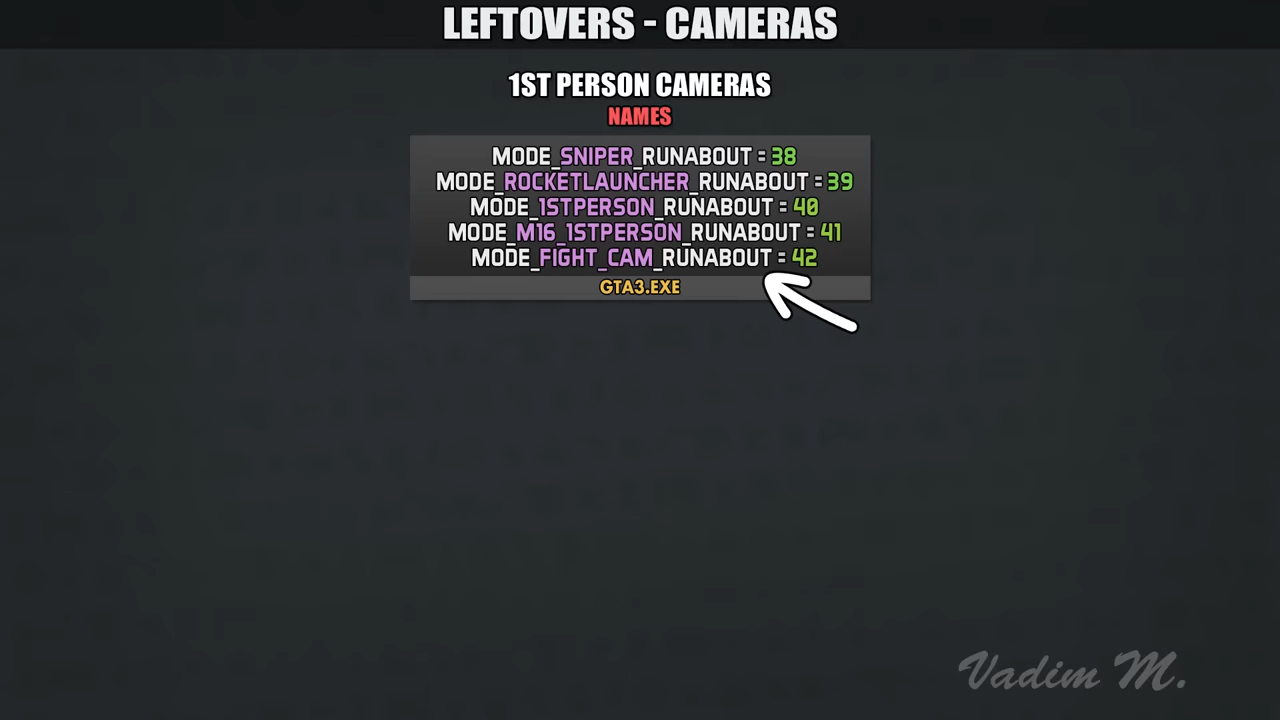 LEFTOVERS - CAMERAS
1ST PERSON CAMERAS
NAMES
MODE_SNIPER_RUNABOUT = 38
MODE_ROCKETLAUNCHER_RUNABOUT = 39
MODE_1STPERSON_RUNABOUT = 40
MODE_M16_1STPERSON_RUNABOUT = 41
MODE_FIGHT_CAM_RUNABOUT = 42
GTA3.EXE
Vadim M.